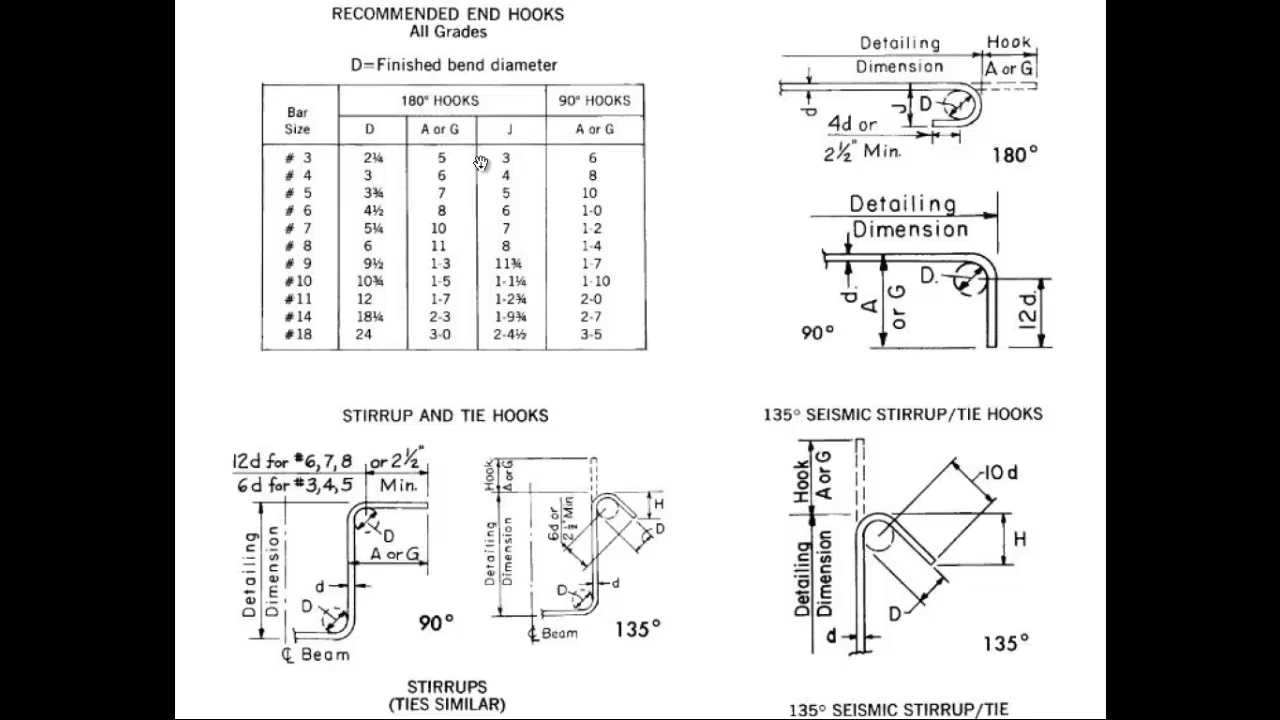 RECOMMENDED END HOOKS
All Grades
D=Finished bend diameter
Bar Size 180° HOOKS 90° HOOKS
D A or G J A or G
# 3 2¼ 5 3 6
# 4 3 6 4 8
# 5 3¾ 7 5 10
# 6 4½ 8 6 1-0
# 7 5¼ 10 7 1-2
# 8 6 11 8 1-4
# 9 9½ 1-3 11¾ 1-7
#10 10¾ 1-5 1-1¼ 1-10
#11 12 1-7 1-2¾ 2-0
#14 18¼ 2-3 1-9¾ 2-7
#18 24 3-0 2-4½ 3-5
Detailing Hook
Dimension A or G
d J D
4d or
2½" Min.
180°
Detailing
Dimension
D.
d A or G 12d
90°
STIRRUP AND TIE HOOKS
12d for #6,7,8 or 2½"
6d for #3,4,5 Min.
Detailing Dimension
D
A or G
d
D
90°
₵ Beam
Hook A or G
6d or 2½" Min
H
D
Detailing Dimension
D d
₵ Beam
135°
STIRRUPS
(TIES SIMILAR)
135° SEISMIC STIRRUP/TIE HOOKS
Hook A or G
10d
H
Detailing Dimension
D
d
135°
135° SEISMIC STIRRUP/TIE